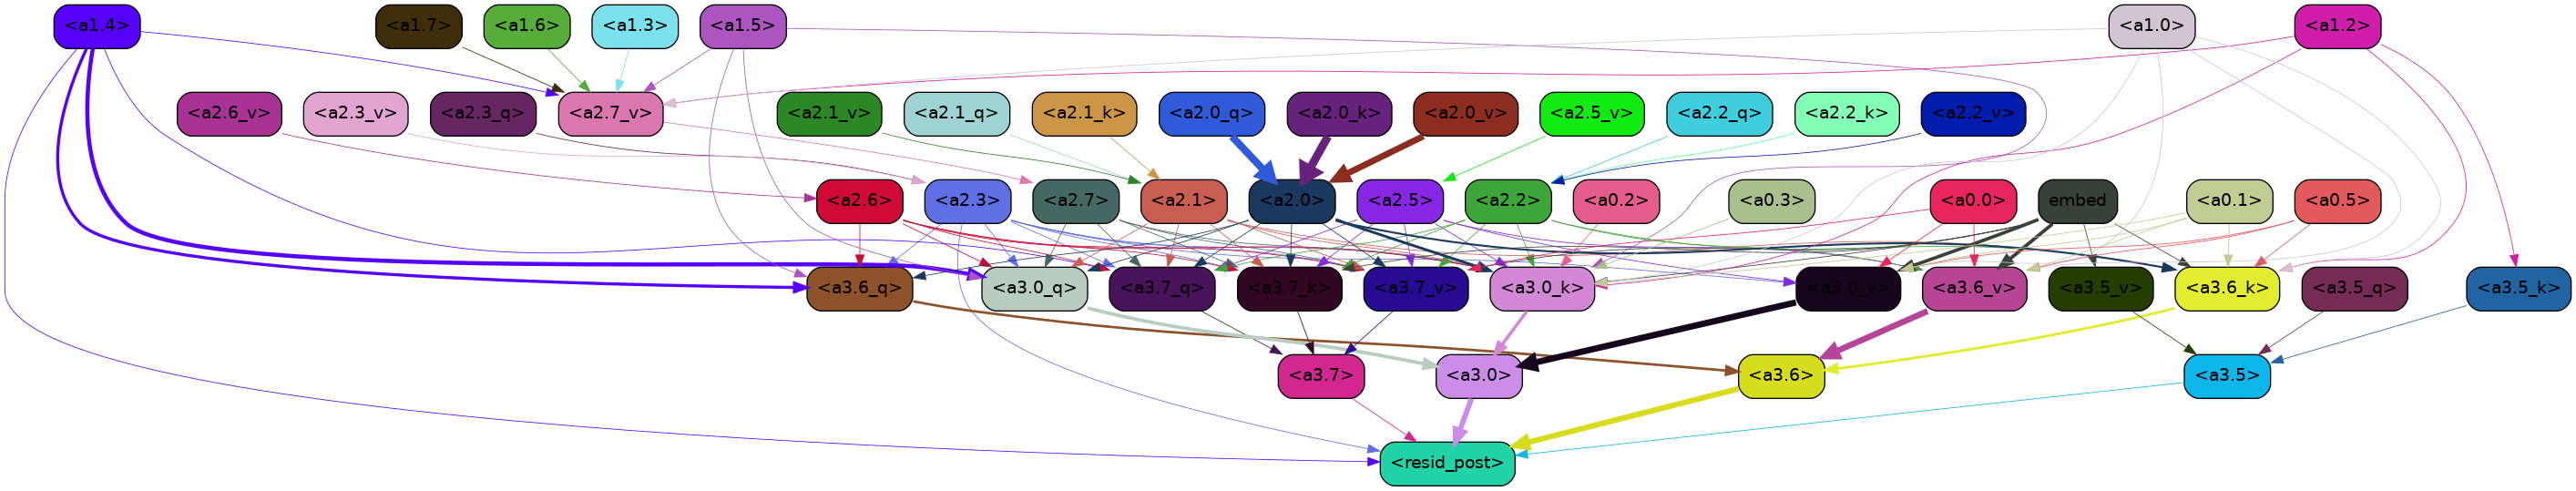 <a1.4> <a1.7> <a1.6> <a1.3> <a1.5> <a1.0> <a1.2>
<a2.6_v> <a2.3_v> <a2.3_q> <a2.7_v> <a2.1_v> <a2.1_q> <a2.1_k> <a2.0_q> <a2.0_k> <a2.0_v> <a2.5_v> <a2.2_q> <a2.2_k> <a2.2_v>
<a2.6> <a2.3> <a2.7> <a2.1> <a2.0> <a2.5> <a2.2> <a0.2> <a0.3> <a0.0> embed <a0.1> <a0.5>
<a3.6_q> <a3.0_q> <a3.7_q> <a3.7_k> <a3.7_v> <a3.0_k> <a3.0_v> <a3.6_v> <a3.5_v> <a3.6_k> <a3.5_q> <a3.5_k>
<a3.7> <a3.0> <a3.6> <a3.5>
<resid_post>